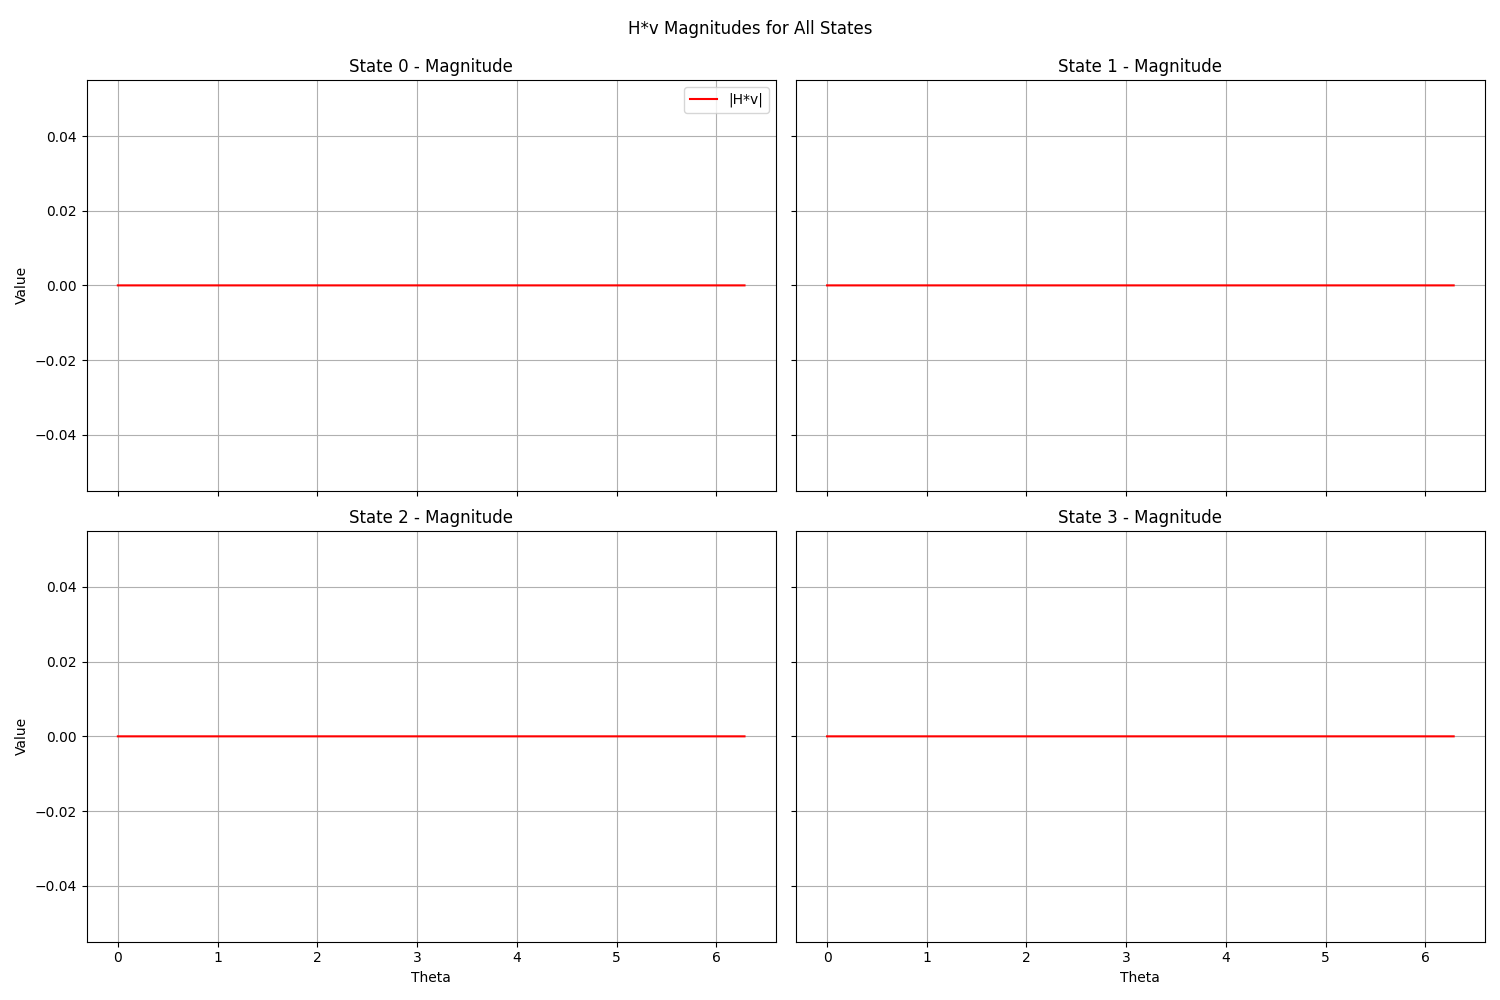 H*v Magnitudes for All States
State 0 - Magnitude
State 1 - Magnitude
|H*v|
0.04
0.02
0.00
−0.02
−0.04
Value
State 2 - Magnitude
State 3 - Magnitude
0.04
0.02
0.00
−0.02
−0.04
Value
0 1 2 3 4 5 6
0 1 2 3 4 5 6
Theta
Theta